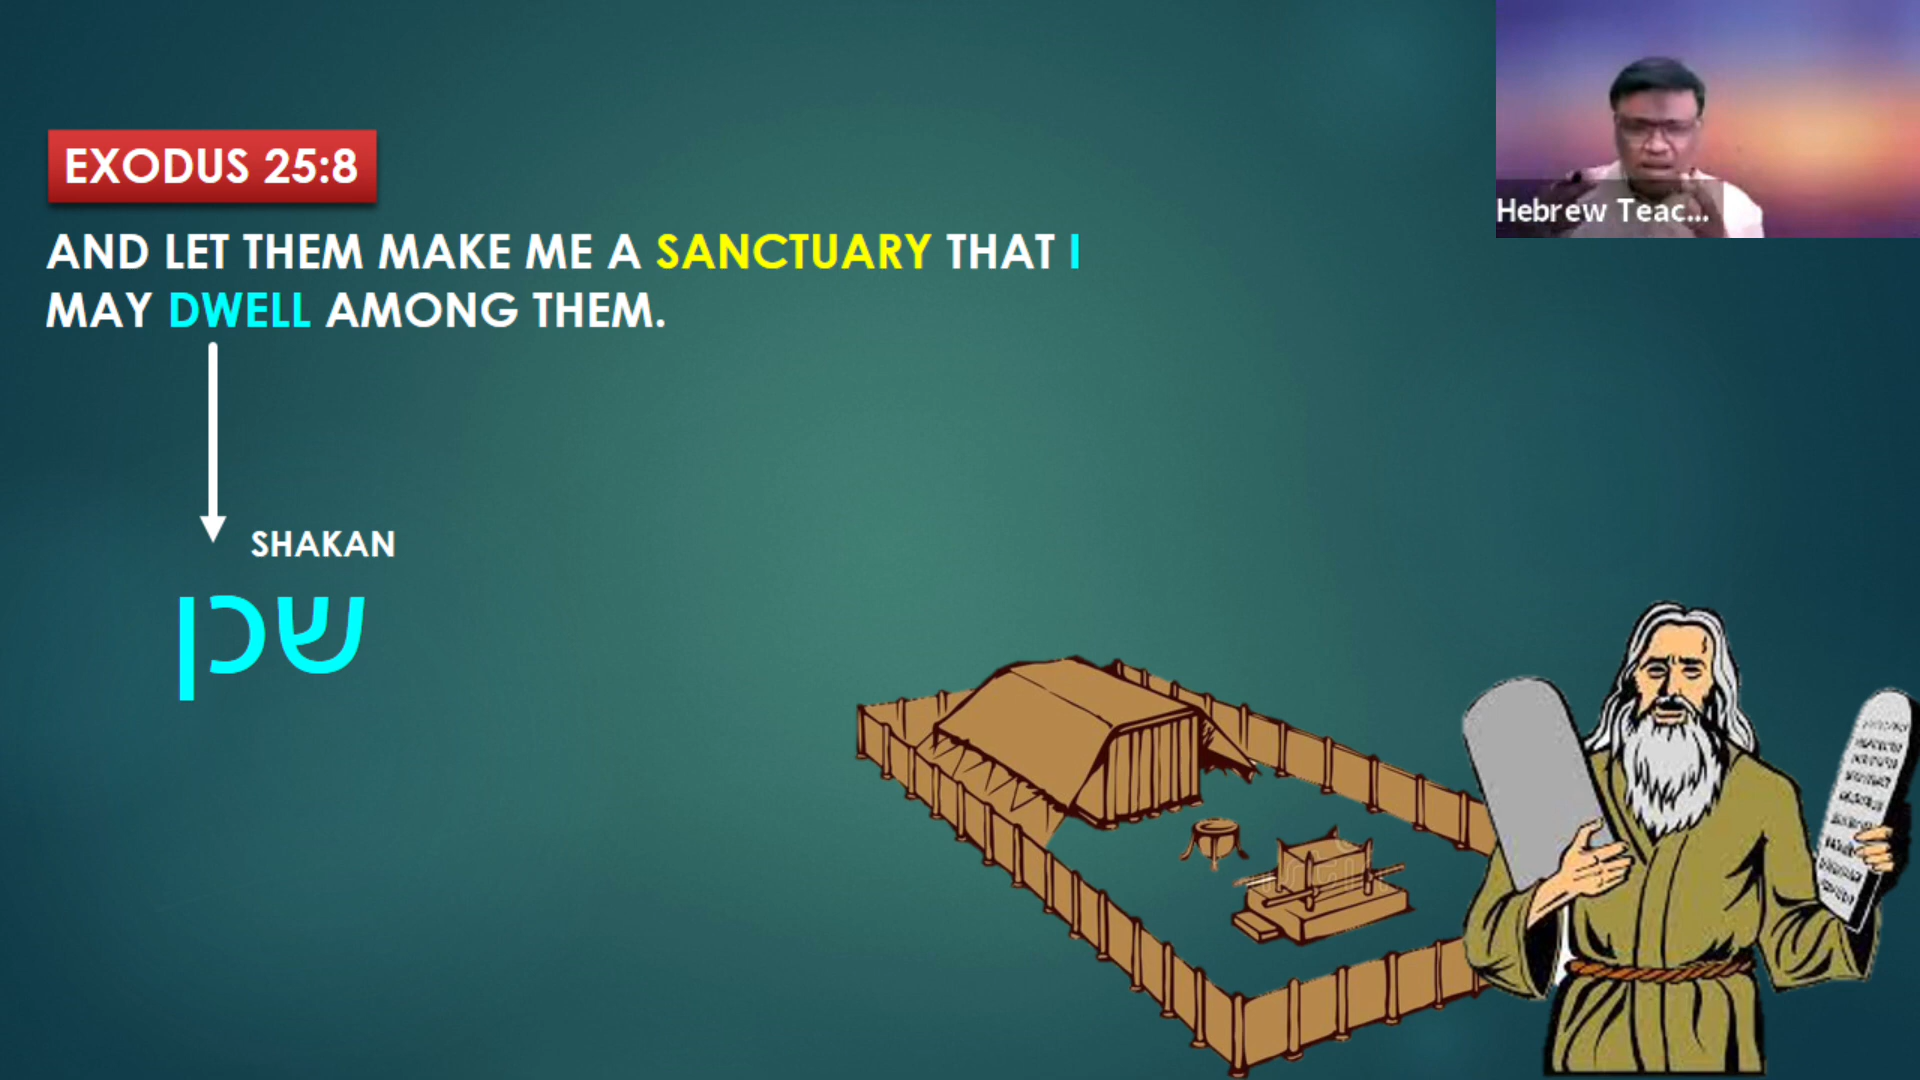 EXODUS 25:8
AND LET THEM MAKE ME A SANCTUARY THAT I
MAY DWELL AMONG THEM.
SHAKAN
שכן
Hebrew Teac...